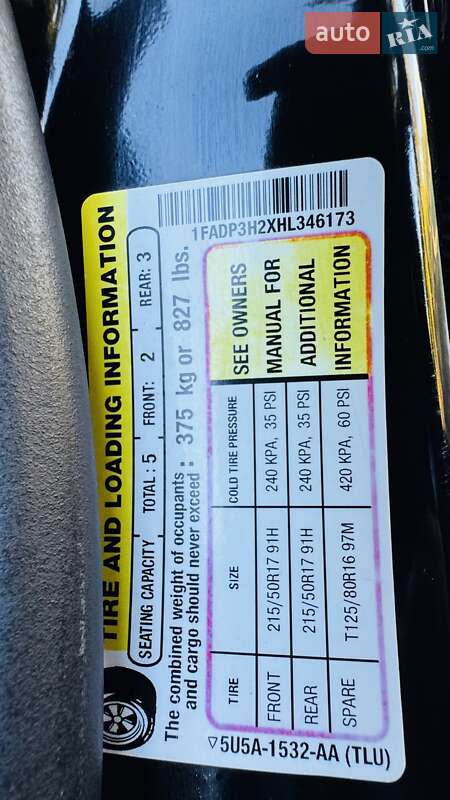 auto RIA.com
TIRE AND LOADING INFORMATION
SEATING CAPACITY TOTAL : 5 FRONT: 2 REAR: 3
The combined weight of occupants
and cargo should never exceed : 375 kg or 827 lbs.
TIRE SIZE COLD TIRE PRESSURE SEE OWNERS
FRONT 215/50R17 91H 240 KPA, 35 PSI MANUAL FOR
REAR 215/50R17 91H 240 KPA, 35 PSI ADDITIONAL
SPARE T125/80R16 97M 420 KPA, 60 PSI INFORMATION
▽5U5A-1532-AA (TLU)
1FADP3H2XHL346173